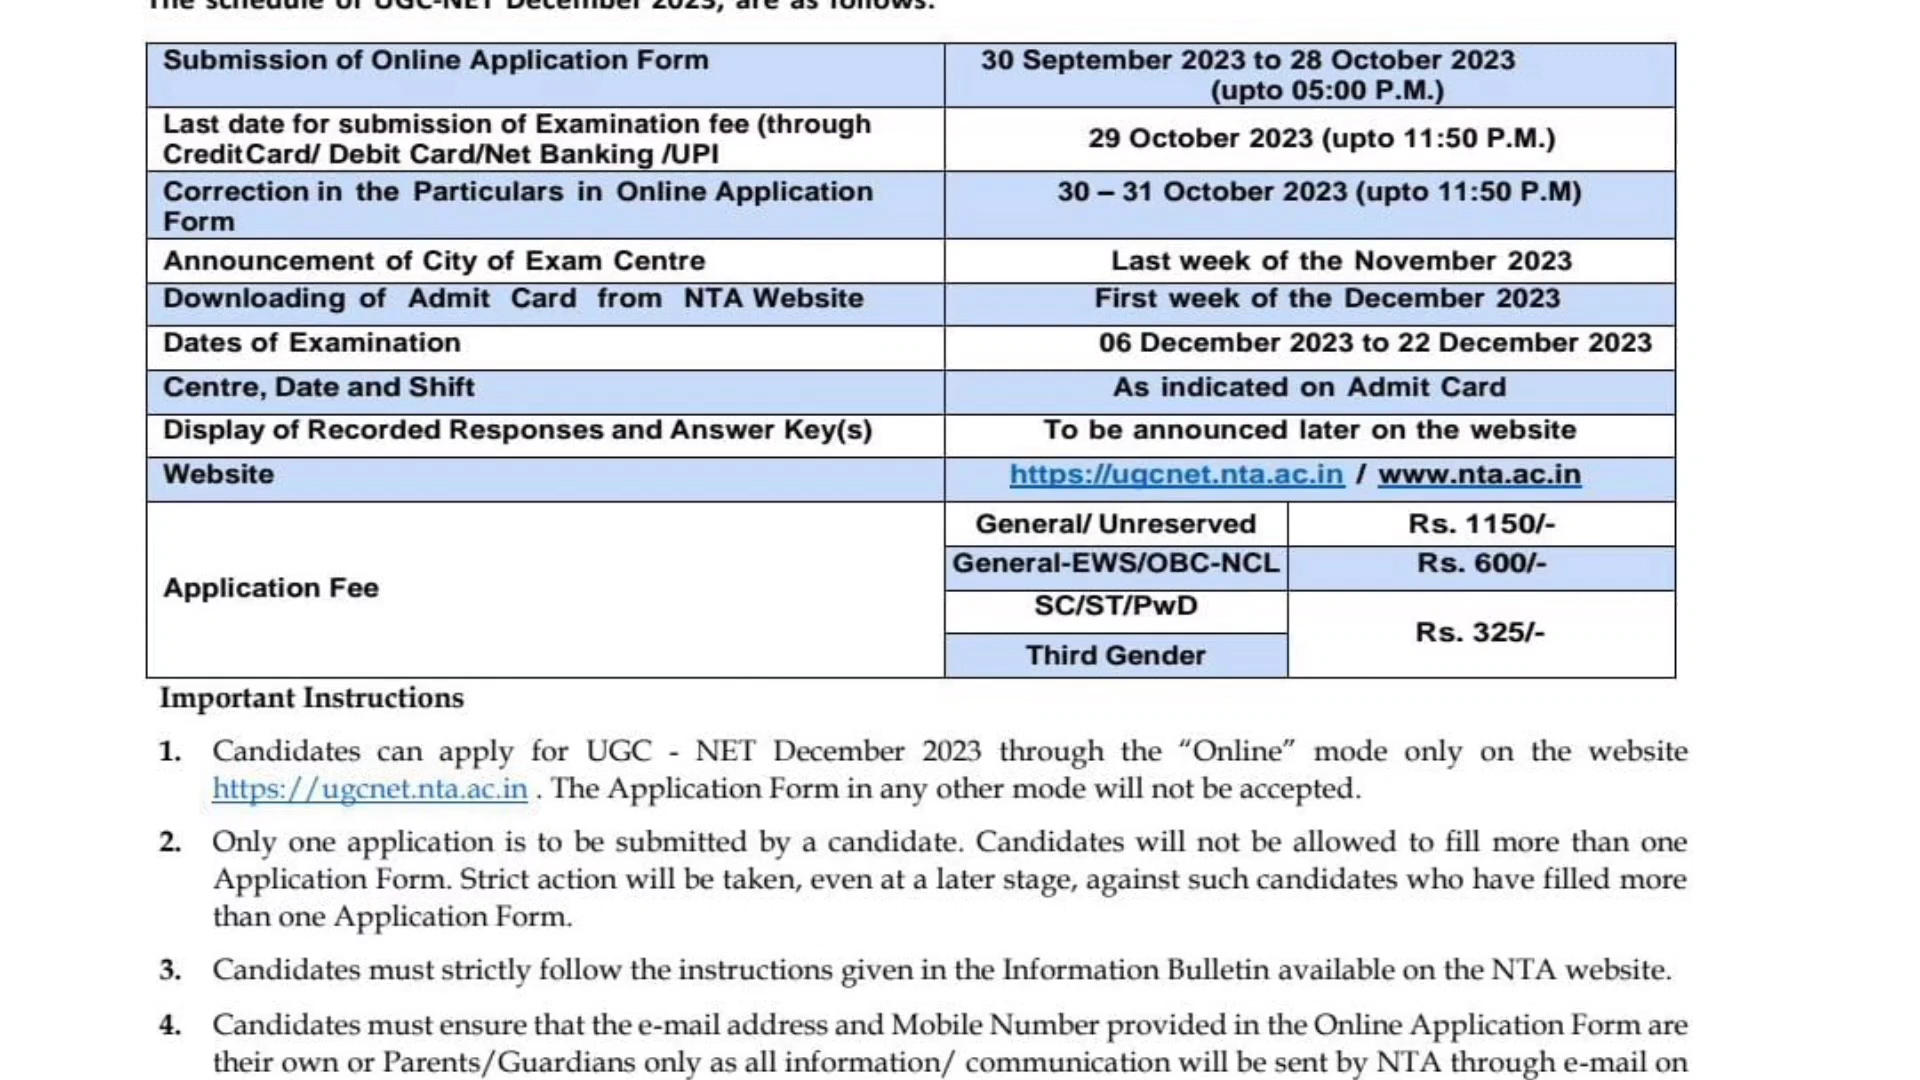 The schedule of UGC-NET December 2023, are as follows:
Submission of Online Application Form
30 September 2023 to 28 October 2023
(upto 05:00 P.M.)
Last date for submission of Examination fee (through
CreditCard/ Debit Card/Net Banking /UPI
29 October 2023 (upto 11:50 P.M.)
Correction in the Particulars in Online Application
Form
30 – 31 October 2023 (upto 11:50 P.M)
Announcement of City of Exam Centre
Last week of the November 2023
Downloading of Admit Card from NTA Website
First week of the December 2023
Dates of Examination
06 December 2023 to 22 December 2023
Centre, Date and Shift
As indicated on Admit Card
Display of Recorded Responses and Answer Key(s)
To be announced later on the website
Website
https://ugcnet.nta.ac.in / www.nta.ac.in
Application Fee
General/ Unreserved
Rs. 1150/-
General-EWS/OBC-NCL
Rs. 600/-
SC/ST/PwD
Third Gender
Rs. 325/-
Important Instructions
1. Candidates can apply for UGC - NET December 2023 through the “Online” mode only on the website
https://ugcnet.nta.ac.in . The Application Form in any other mode will not be accepted.
2. Only one application is to be submitted by a candidate. Candidates will not be allowed to fill more than one
Application Form. Strict action will be taken, even at a later stage, against such candidates who have filled more
than one Application Form.
3. Candidates must strictly follow the instructions given in the Information Bulletin available on the NTA website.
4. Candidates must ensure that the e-mail address and Mobile Number provided in the Online Application Form are
their own or Parents/Guardians only as all information/ communication will be sent by NTA through e-mail on